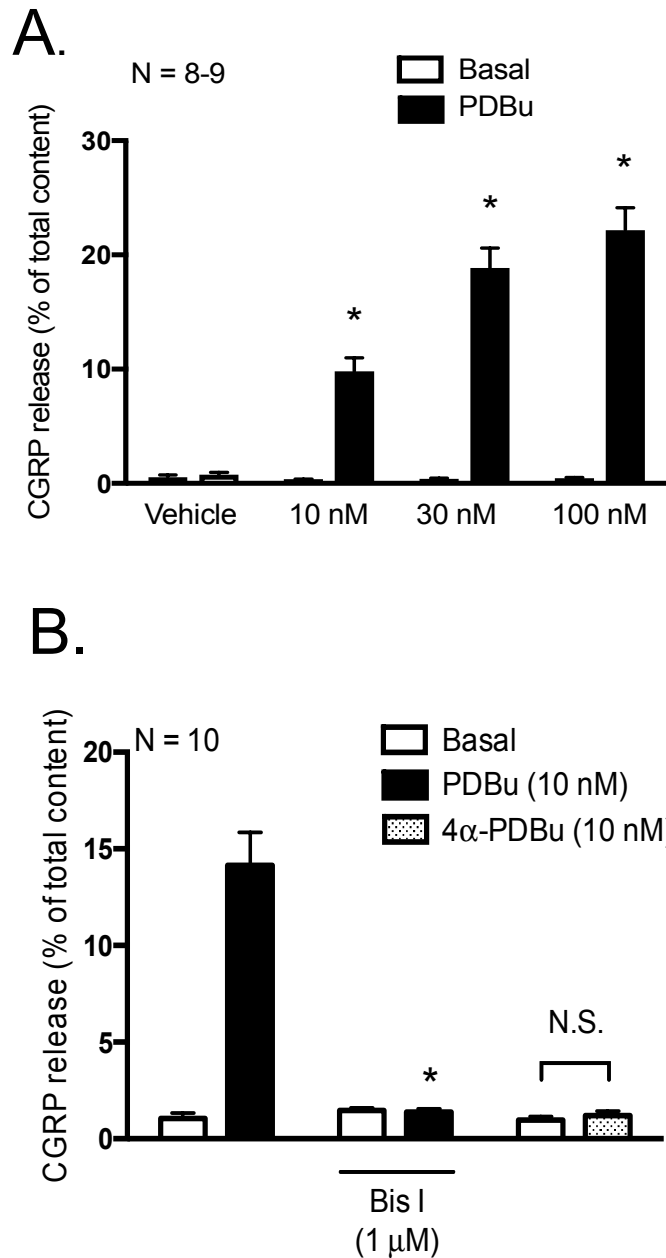 A.
N = 8-9
Basal
PDBu
CGRP release (% of total content)
30
20
10
0
*
*
*
Vehicle 10 nM 30 nM 100 nM
B.
N = 10
Basal
PDBu (10 nM)
4α-PDBu (10 nM)
CGRP release (% of total content)
20
15
10
5
0
*
N.S.
Bis I
(1 μM)